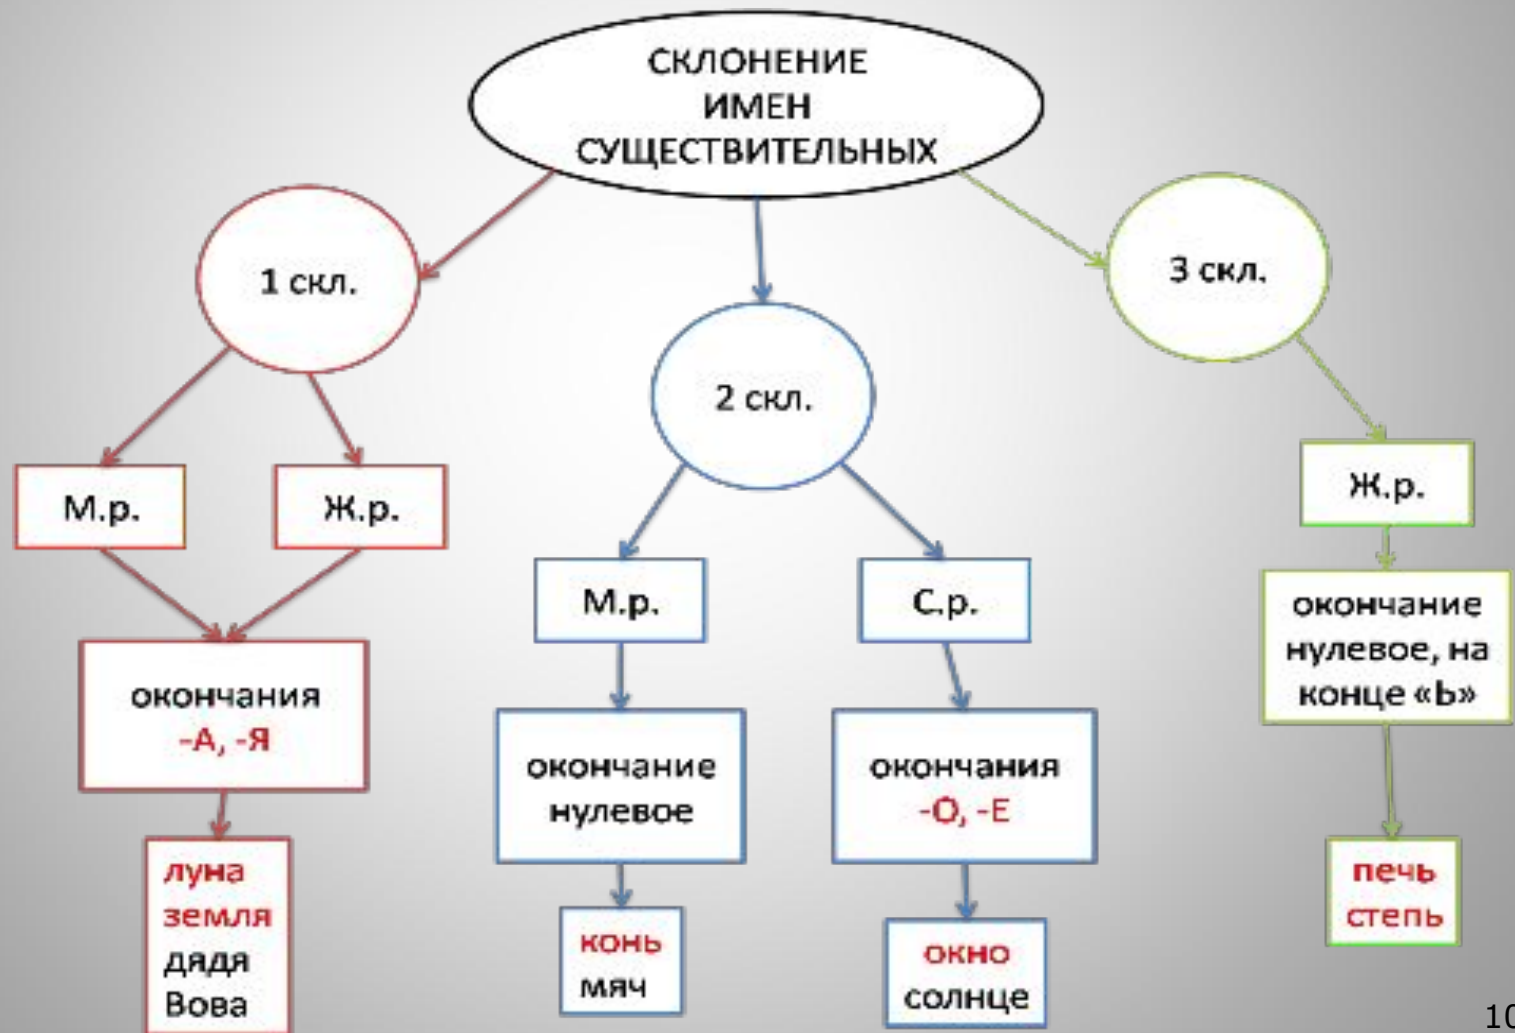 СКЛОНЕНИЕ
ИМЕН
СУЩЕСТВИТЕЛЬНЫХ
1 скл.
М.р.
Ж.р.
окончания
-А, -Я
луна
земля
дядя
Вова
2 скл.
М.р.
окончание
нулевое
конь
мяч
С.р.
окончания
-О, -Е
окно
солнце
3 скл.
Ж.р.
окончание
нулевое, на
конце «Ь»
печь
степь
10